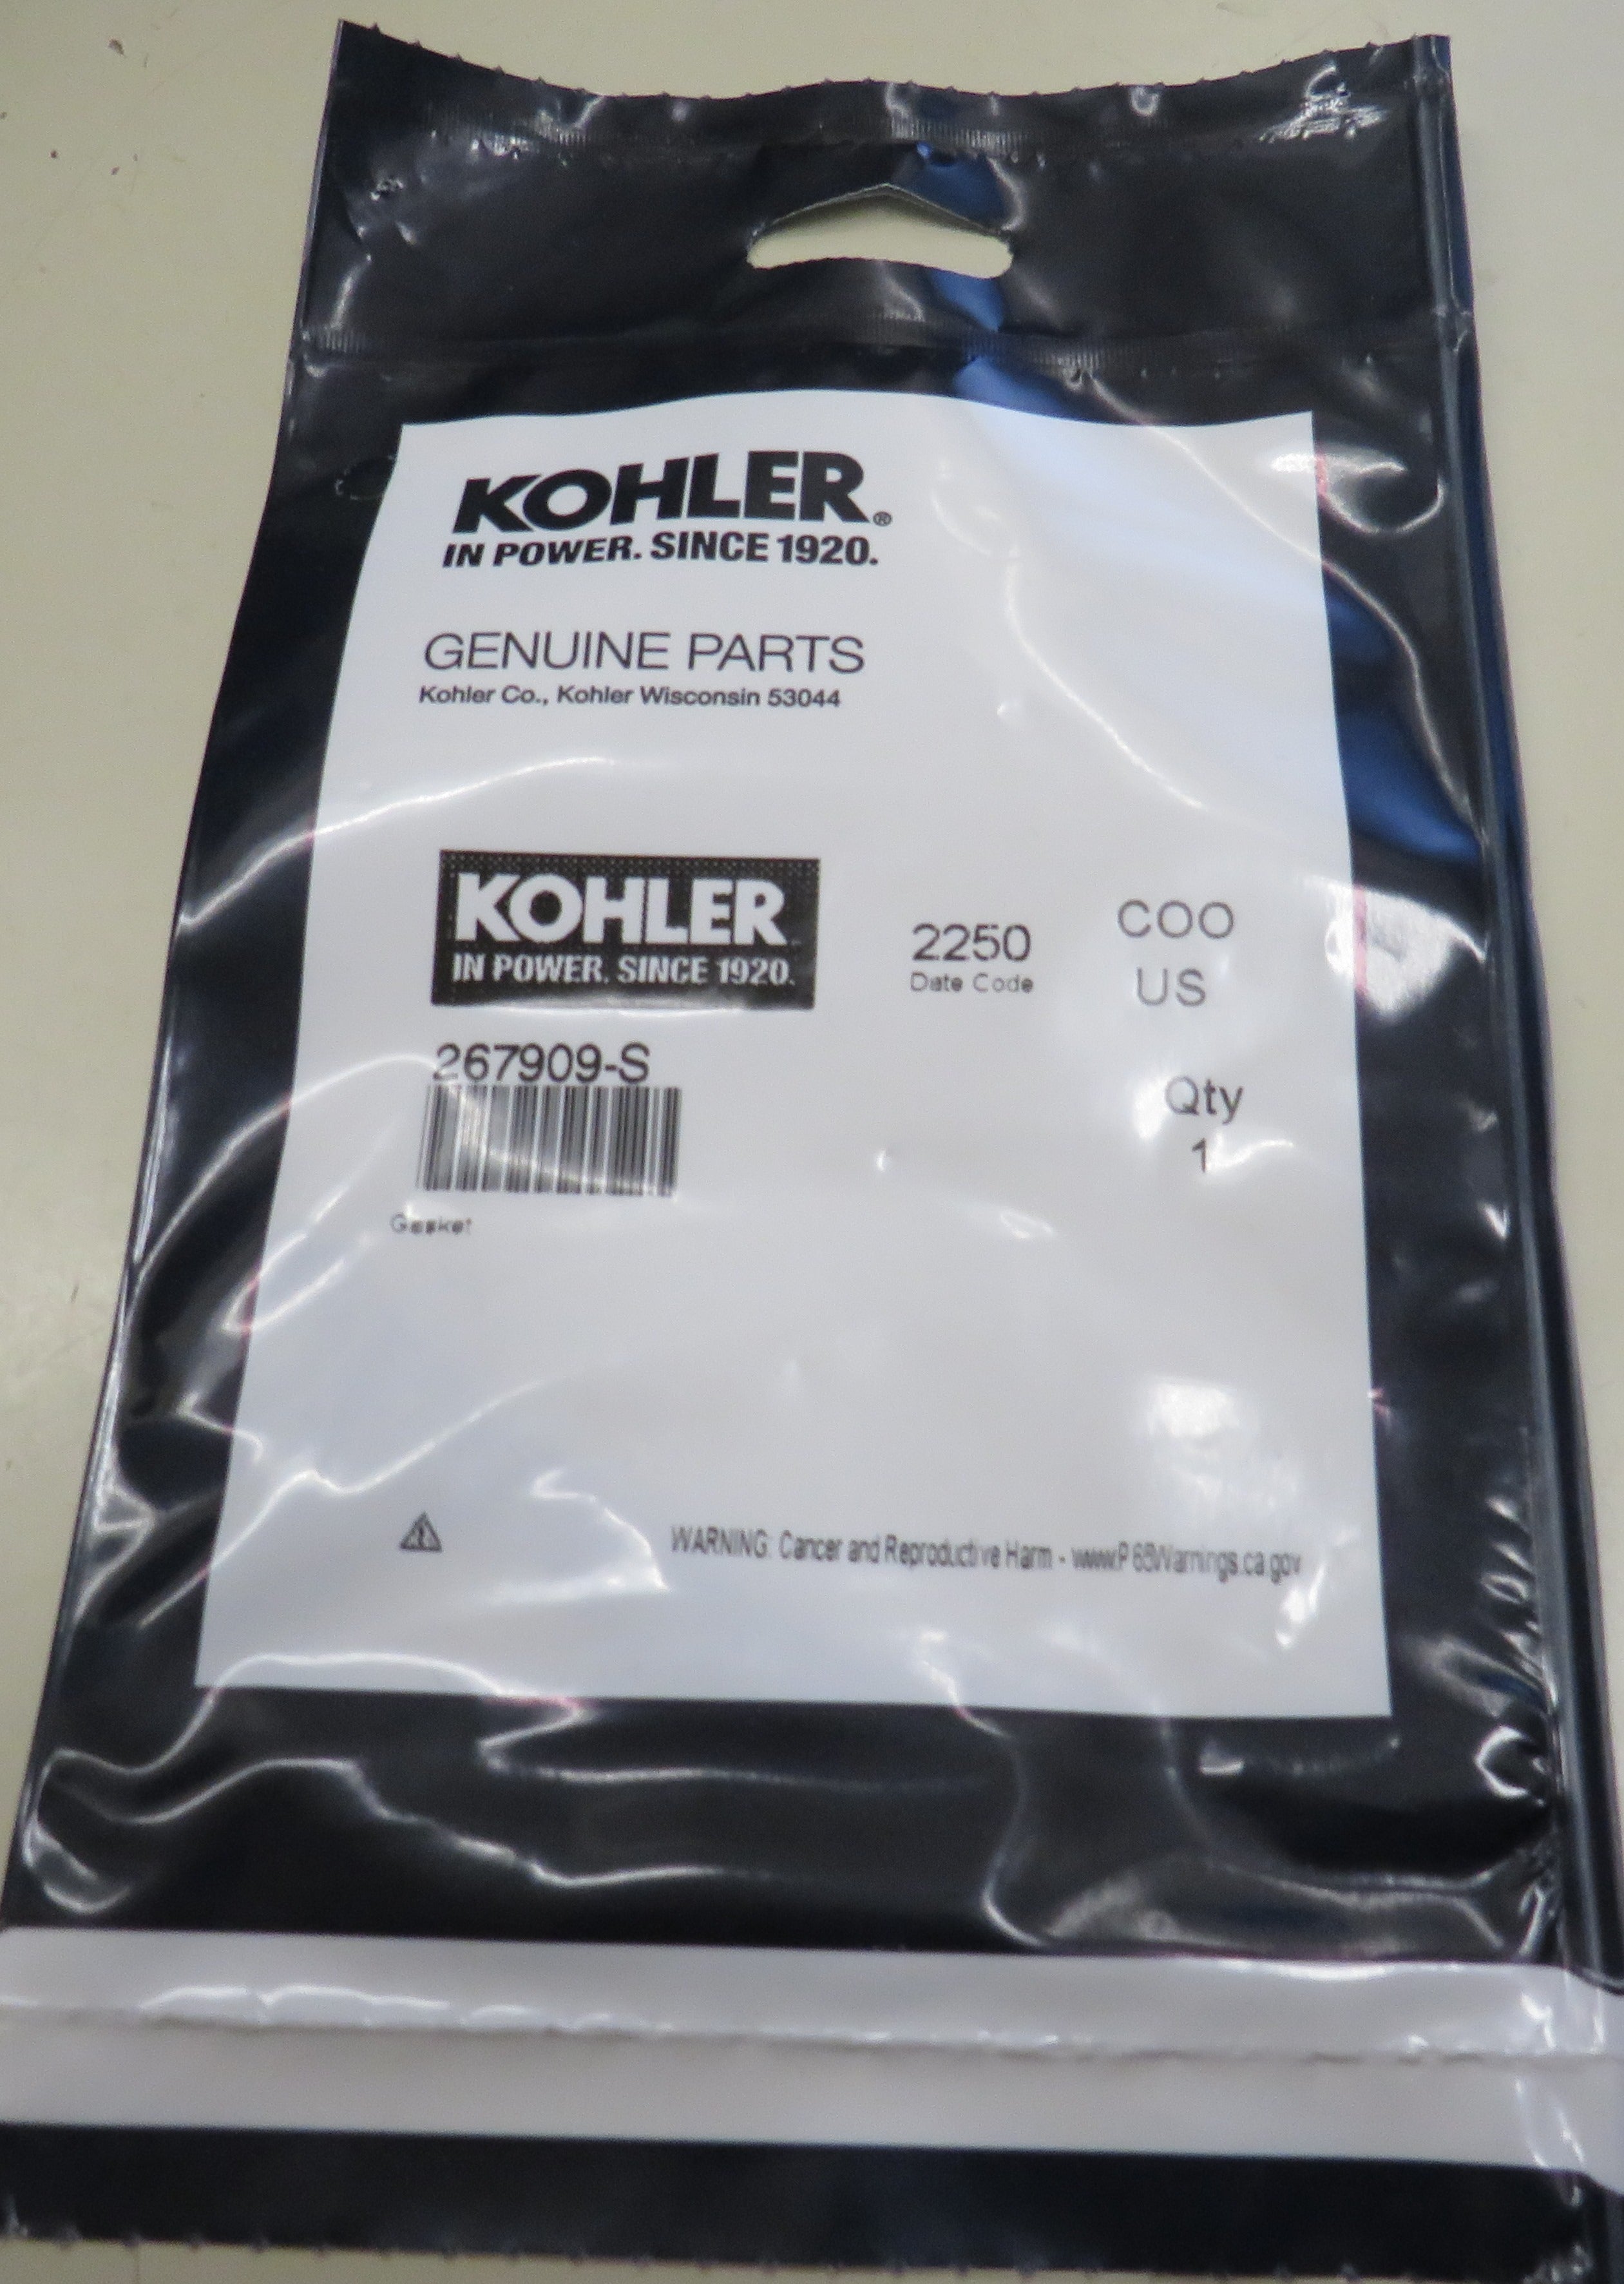 KOHLER®
IN POWER. SINCE 1920.
GENUINE PARTS
Kohler Co., Kohler Wisconsin 53044
KOHLER
IN POWER. SINCE 1920.
2250
Date Code
COO
US
267909-S
Qty
1
Gasket
WARNING: Cancer and Reproductive Harm - www.P65Warnings.ca.gov